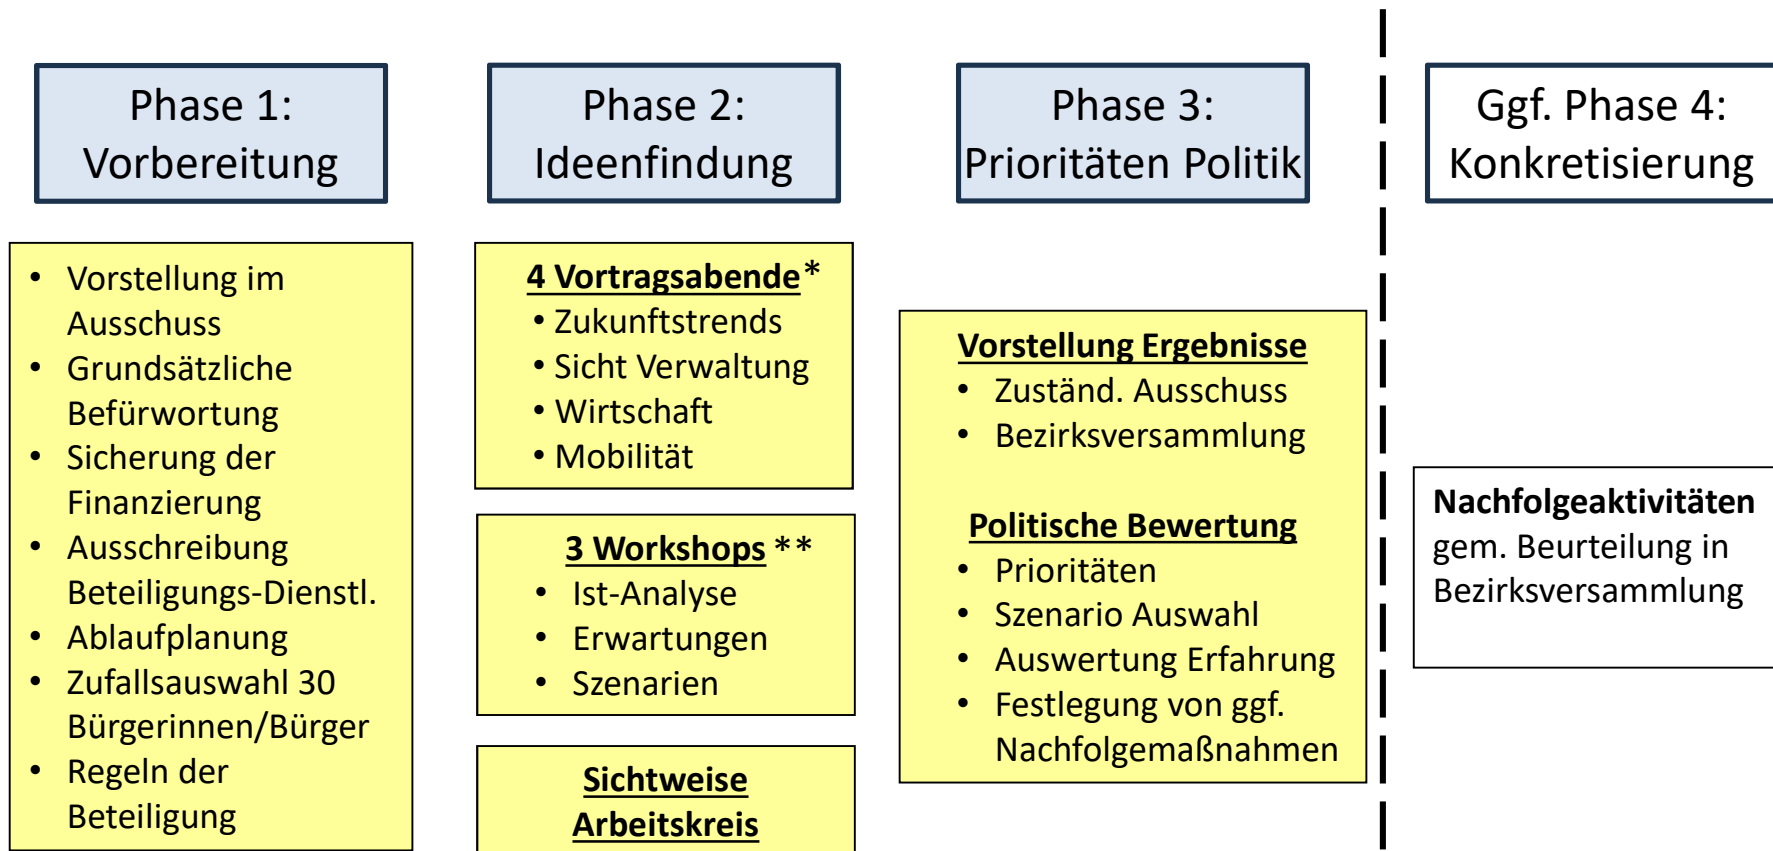 Phase 1:
Vorbereitung
• Vorstellung im
Ausschuss
• Grundsätzliche
Befürwortung
• Sicherung der
Finanzierung
• Ausschreibung
Beteiligungs-Dienstl.
• Ablaufplanung
• Zufallsauswahl 30
Bürgerinnen/Bürger
• Regeln der
Beteiligung
Phase 2:
Ideenfindung
4 Vortragsabende*
• Zukunftstrends
• Sicht Verwaltung
• Wirtschaft
• Mobilität
3 Workshops **
• Ist-Analyse
• Erwartungen
• Szenarien
Sichtweise
Arbeitskreis
Phase 3:
Prioritäten Politik
Vorstellung Ergebnisse
• Zuständ. Ausschuss
• Bezirksversammlung
Politische Bewertung
• Prioritäten
• Szenario Auswahl
• Auswertung Erfahrung
• Festlegung von ggf.
Nachfolgemaßnahmen
Ggf. Phase 4:
Konkretisierung
Nachfolgeaktivitäten
gem. Beurteilung in
Bezirksversammlung